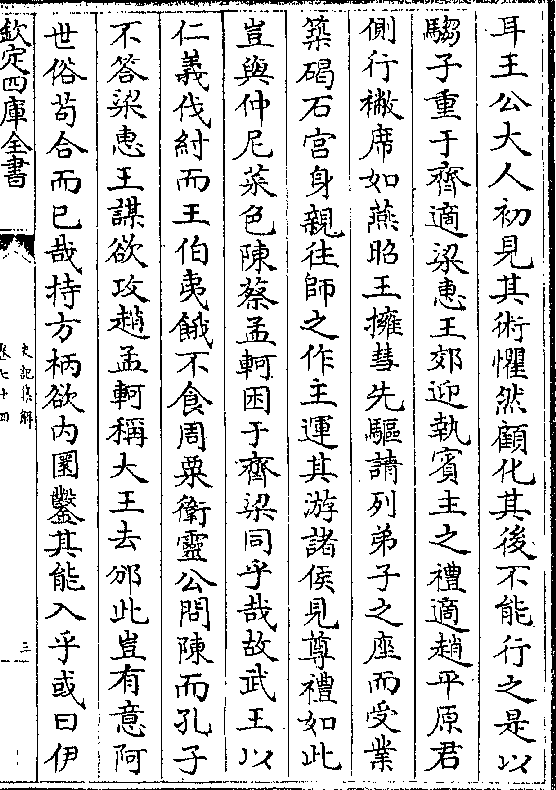 耳王公大人初見其術懼然顧化其後不能行之是以
騶子重于齊適梁惠王郊迎執賓主之禮適趙平原君
側行襒席如燕昭王擁彗先驅請列弟子之座而受業
築碣石宫身親往師之作主運其游諸侯見尊禮如此
豈與仲尼菜色陳蔡孟軻困于齊梁同乎哉故武王以
仁義伐紂而王伯夷餓不食周粟衛靈公問陳而孔子
不答梁惠王謀欲攻趙孟軻稱大王去邠此豈有意阿
世俗苟合而已哉持方枘欲内圜鑿其能入乎或曰伊
欽定四庫全書
史記集解
卷七十四
三